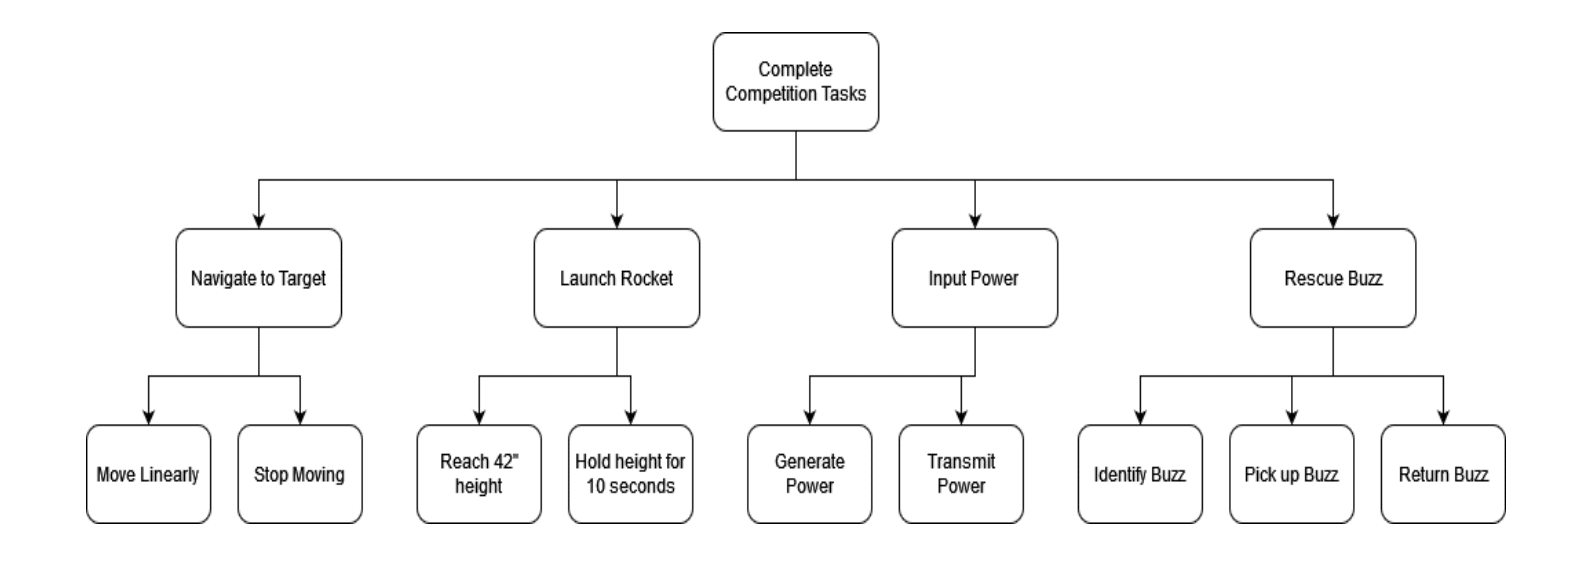 Complete
Competition Tasks
Navigate to Target
Launch Rocket
Input Power
Rescue Buzz
Move Linearly
Stop Moving
Reach 42"
height
Hold height for
10 seconds
Generate
Power
Transmit
Power
Identify Buzz
Pick up Buzz
Return Buzz